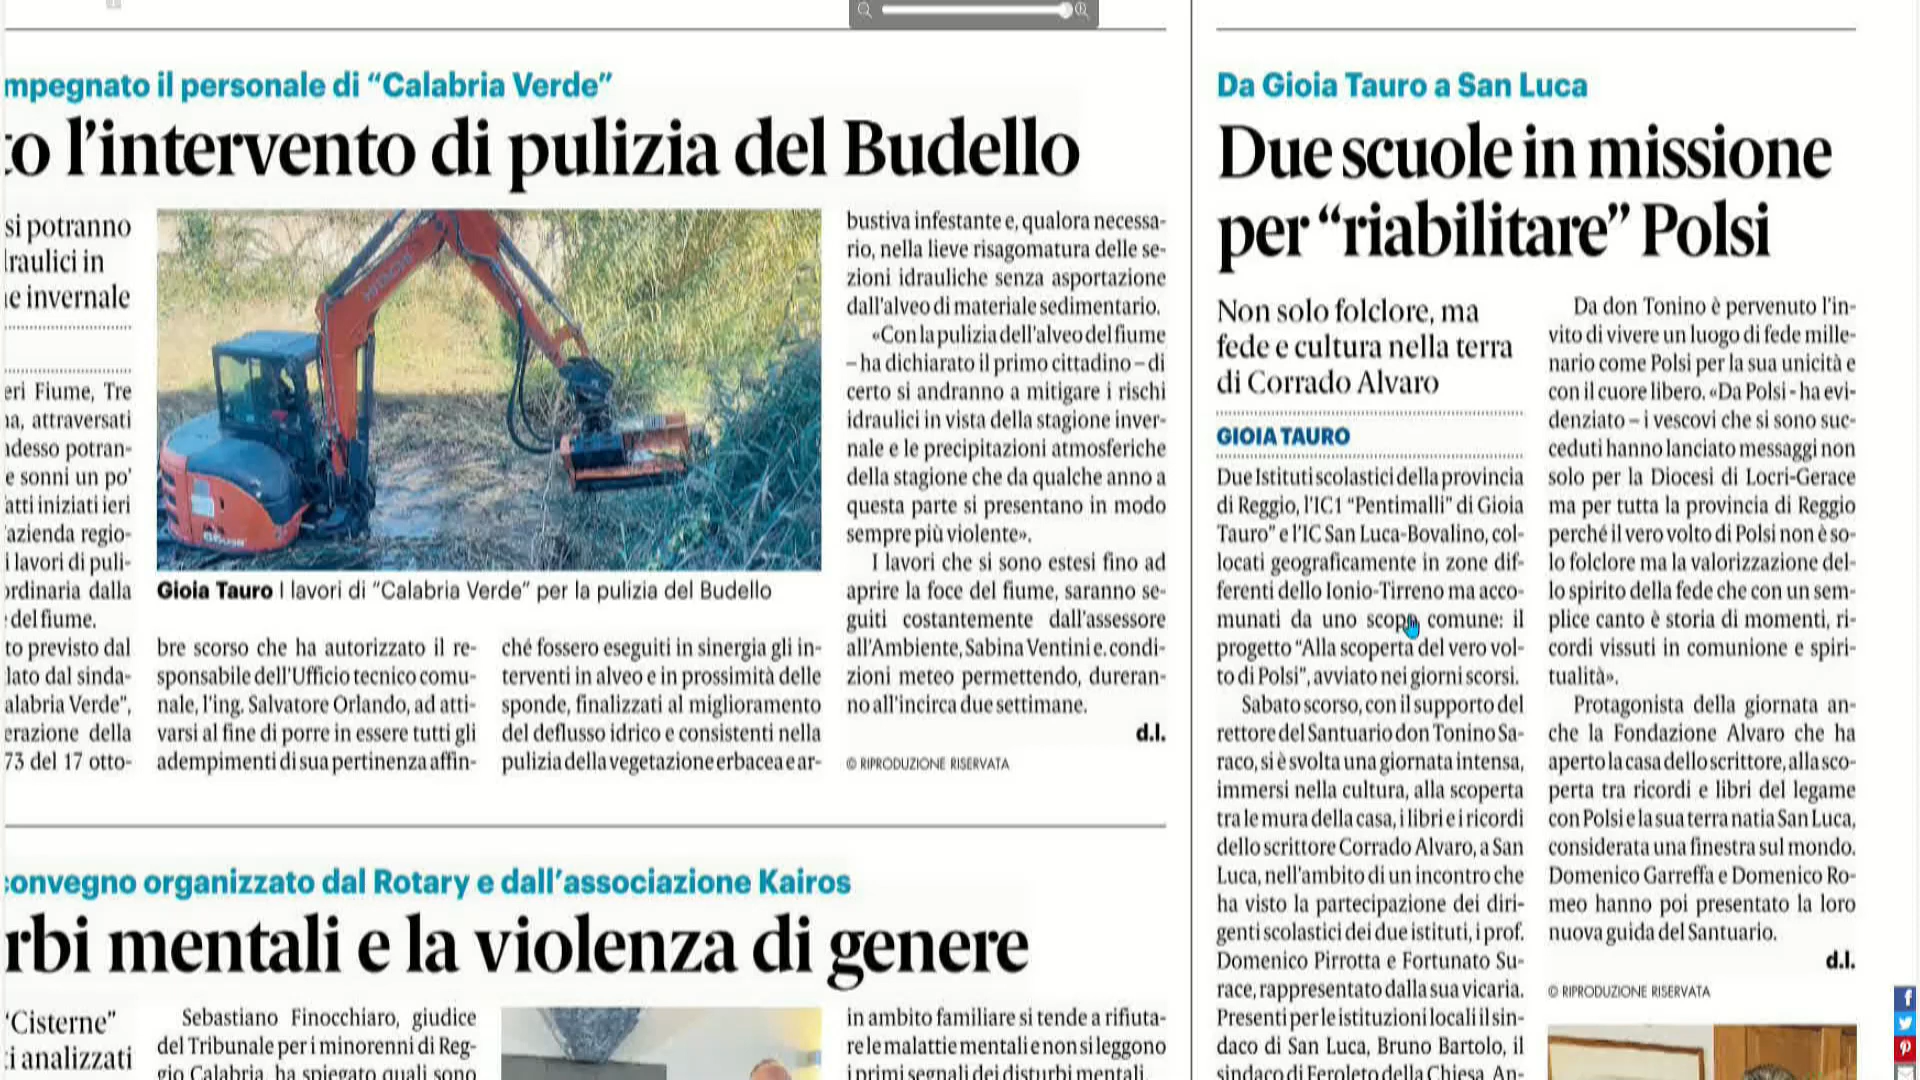 mpegnato il personale di “Calabria Verde”
to l’intervento di pulizia del Budello
si potranno
draulici in
e invernale
eri Fiume, Tre
na, attraversati
adesso potran-
e sonni un po’
atti iniziati ieri
’azienda regio-
i lavori di puli-
ordinaria dalla
del fiume.
to previsto dal
lato dal sinda-
alabria Verde”,
erazione della
73 del 17 otto-
HITACHI
Gioia Tauro I lavori di “Calabria Verde” per la pulizia del Budello
bre scorso che ha autorizzato il re-
sponsabile dell’Ufficio tecnico comu-
nale, l’ing. Salvatore Orlando, ad atti-
varsi al fine di porre in essere tutti gli
adempimenti di sua pertinenza affin-
ché fossero eseguiti in sinergia gli in-
terventi in alveo e in prossimità delle
sponde, finalizzati al miglioramento
del deflusso idrico e consistenti nella
pulizia della vegetazione erbacea e ar-
bustiva infestante e, qualora necessa-
rio, nella lieve risagomatura delle se-
zioni idrauliche senza asportazione
dall’alveo di materiale sedimentario.
«Con la pulizia dell’alveo del fiume
– ha dichiarato il primo cittadino – di
certo si andranno a mitigare i rischi
idraulici in vista della stagione inver-
nale e le precipitazioni atmosferiche
della stagione che da qualche anno a
questa parte si presentano in modo
sempre più violente».
I lavori che si sono estesi fino ad
aprire la foce del fiume, saranno se-
guiti costantemente dall’assessore
all’Ambiente, Sabina Ventini e. condi-
zioni meteo permettendo, dureran-
no all’incirca due settimane.
d.l.
© RIPRODUZIONE RISERVATA
convegno organizzato dal Rotary e dall’associazione Kairos
rbi mentali e la violenza di genere
“Cisterne”
i analizzati
Sebastiano Finocchiaro, giudice
del Tribunale per i minorenni di Reg-
gio Calabria, ha spiegato quali sono
in ambito familiare si tende a rifiuta-
re le malattie mentali e non si leggono
i primi segnali dei disturbi mentali.
Da Gioia Tauro a San Luca
Due scuole in missione
per “riabilitare” Polsi
Non solo folclore, ma
fede e cultura nella terra
di Corrado Alvaro
GIOIA TAURO
Due Istituti scolastici della provincia
di Reggio, l’IC1 “Pentimalli” di Gioia
Tauro” e l’IC San Luca-Bovalino, col-
locati geograficamente in zone dif-
ferenti dello Ionio-Tirreno ma acco-
munati da uno scopo comune: il
progetto “Alla scoperta del vero vol-
to di Polsi”, avviato nei giorni scorsi.
Sabato scorso, con il supporto del
rettore del Santuario don Tonino Sa-
raco, si è svolta una giornata intensa,
immersi nella cultura, alla scoperta
tra le mura della casa, i libri e i ricordi
dello scrittore Corrado Alvaro, a San
Luca, nell’ambito di un incontro che
ha visto la partecipazione dei diri-
genti scolastici dei due istituti, i prof.
Domenico Pirrotta e Fortunato Su-
race, rappresentato dalla sua vicaria.
Presenti per le istituzioni locali il sin-
daco di San Luca, Bruno Bartolo, il
sindaco di Feroleto della Chiesa, An-
Da don Tonino è pervenuto l’in-
vito di vivere un luogo di fede mille-
nario come Polsi per la sua unicità e
con il cuore libero. «Da Polsi - ha evi-
denziato – i vescovi che si sono suc-
ceduti hanno lanciato messaggi non
solo per la Diocesi di Locri-Gerace
ma per tutta la provincia di Reggio
perché il vero volto di Polsi non è so-
lo folclore ma la valorizzazione del-
lo spirito della fede che con un sem-
plice canto è storia di momenti, ri-
cordi vissuti in comunione e spiri-
tualità».
Protagonista della giornata an-
che la Fondazione Alvaro che ha
aperto la casa dello scrittore, alla sco-
perta tra ricordi e libri del legame
con Polsi e la sua terra natia San Luca,
considerata una finestra sul mondo.
Domenico Garreffa e Domenico Ro-
meo hanno poi presentato la loro
nuova guida del Santuario.
d.l.
© RIPRODUZIONE RISERVATA